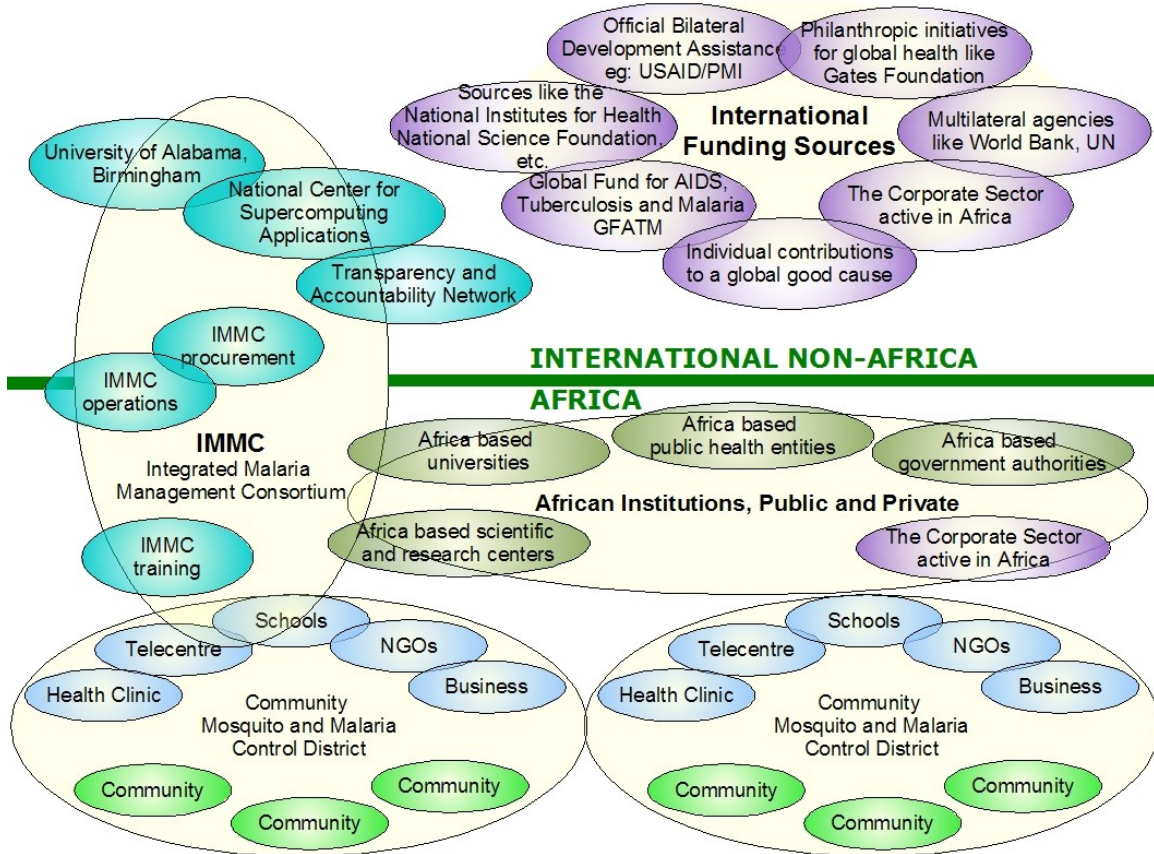 Official Bilateral
Development Assistance
eg: USAID/PMI
Philanthropic initiatives
for global health like
Gates Foundation
Sources like the
National Institutes for Health
National Science Foundation,
etc.
International
Funding Sources
Multilateral agencies
like World Bank, UN
Global Fund for AIDS,
Tuberculosis and Malaria
GFATM
The Corporate Sector
active in Africa
Individual contributions
to a global good cause
University of Alabama,
Birmingham
National Center for
Supercomputing
Applications
Transparency and
Accountability Network
IMMC
procurement
IMMC
operations
INTERNATIONAL NON-AFRICA
AFRICA
IMMC
Integrated Malaria
Management Consortium
IMMC
training
Africa based
universities
Africa based
public health entities
Africa based
government authorities
African Institutions, Public and Private
Africa based scientific
and research centers
The Corporate Sector
active in Africa
Schools
Telecentre
NGOs
Health Clinic
Business
Community
Mosquito and Malaria
Control District
Community
Community
Community
Schools
Telecentre
NGOs
Health Clinic
Business
Community
Mosquito and Malaria
Control District
Community
Community
Community